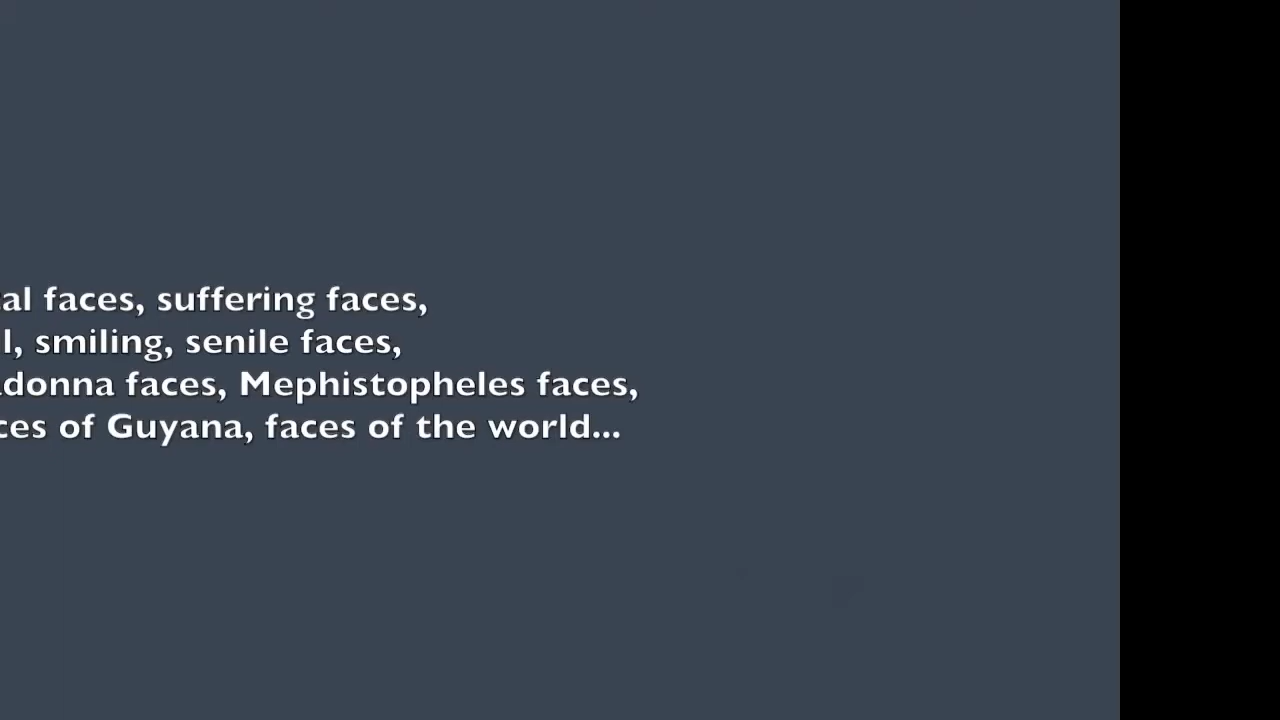 al faces, suffering faces,
l, smiling, senile faces,
donna faces, Mephistopheles faces,
ces of Guyana, faces of the world...